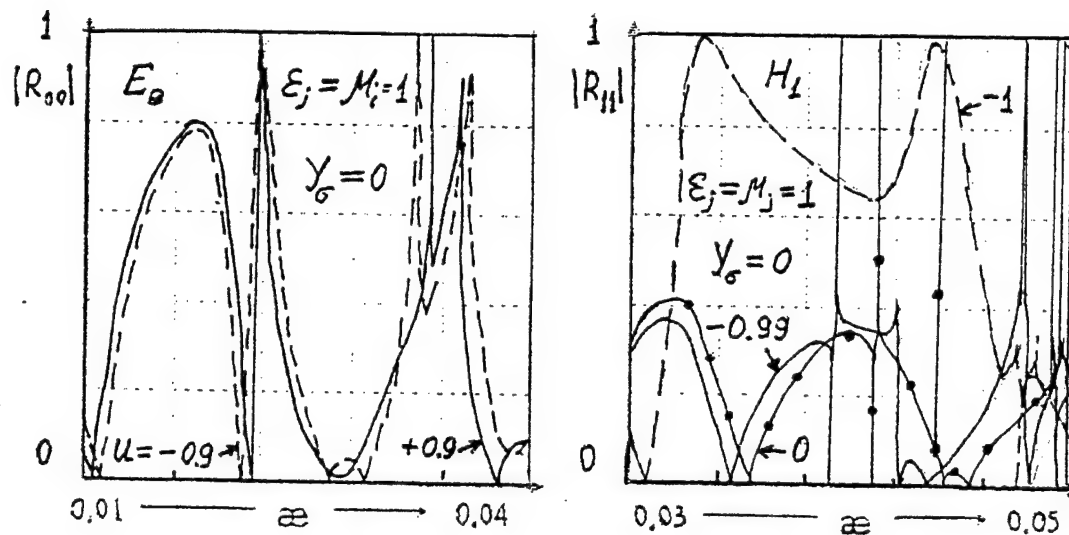 1
|R₀₀|
E₀
εⱼ = μⱼ = 1
Yσ = 0
0
u = −0.9
+0.9
0.01
æ
0.04
1
|R₁₁|
H₁
−1
εⱼ = μⱼ = 1
Yσ = 0
−0.99
0
0
0.03
æ
0.05